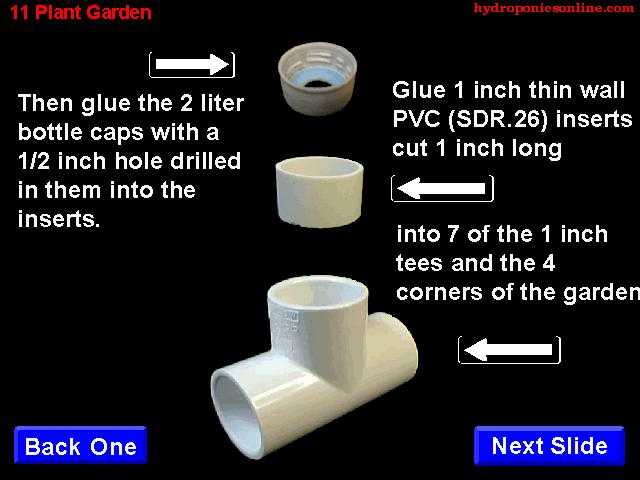 11 Plant Garden
hydroponicsonline.com
Then glue the 2 liter
bottle caps with a
1/2 inch hole drilled
in them into the
inserts.
Glue 1 inch thin wall
PVC (SDR.26) inserts
cut 1 inch long
into 7 of the 1 inch
tees and the 4
corners of the garden
Back One
Next Slide